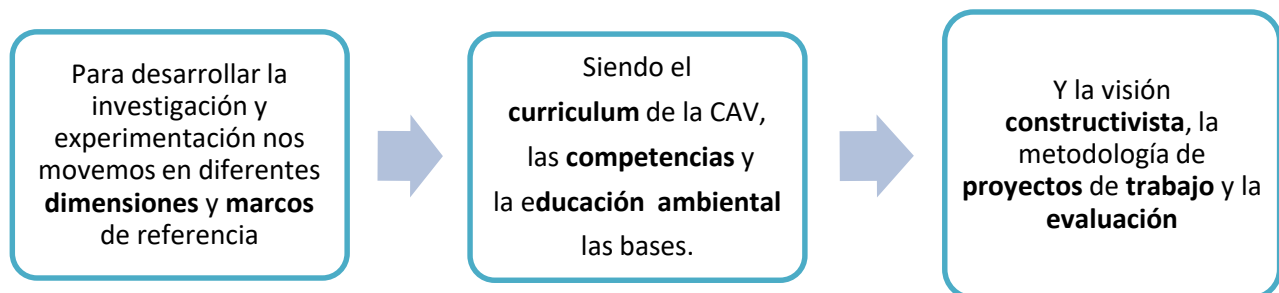 Para desarrollar la
investigación y
experimentación nos
movemos en diferentes
dimensiones y marcos
de referencia
Siendo el
curriculum de la CAV,
las competencias y
la educación ambiental
las bases.
Y la visión
constructivista, la
metodología de
proyectos de trabajo y la
evaluación